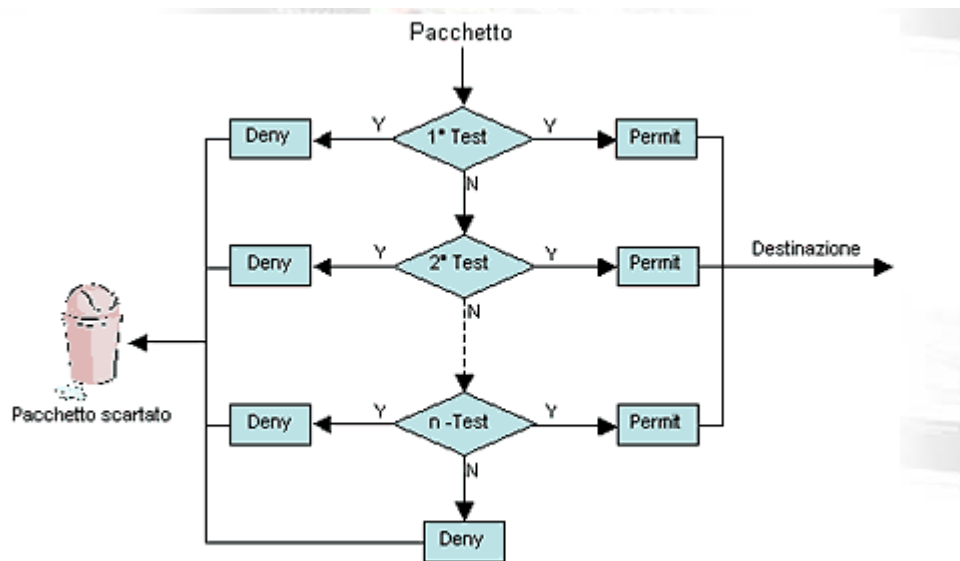 Pacchetto
Deny
Y
1° Test
Y
Permit
N
Deny
Y
2° Test
Y
Permit
Destinazione
N
Pacchetto scartato
Deny
Y
n -Test
Y
Permit
N
Deny